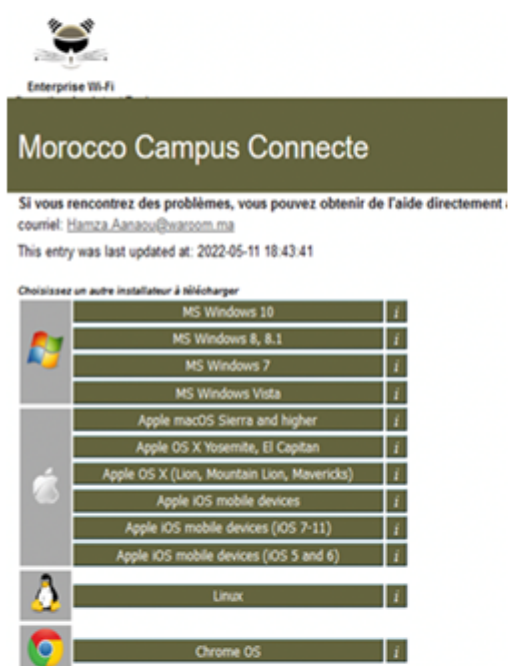 Enterprise Wi-Fi
Morocco Campus Connecte
Si vous rencontrez des problèmes, vous pouvez obtenir de l'aide directement
courriel: Hamza.Aanaou@waroom.ma
This entry was last updated at: 2022-05-11 18:43:41
Choisissez un autre installateur à télécharger
MS Windows 10 i
MS Windows 8, 8.1 i
MS Windows 7 i
MS Windows Vista i
Apple macOS Sierra and higher i
Apple OS X Yosemite, El Capitan i
Apple OS X (Lion, Mountain Lion, Mavericks) i
Apple iOS mobile devices i
Apple iOS mobile devices (iOS 7-11) i
Apple iOS mobile devices (iOS 5 and 6) i
Linux i
Chrome OS i